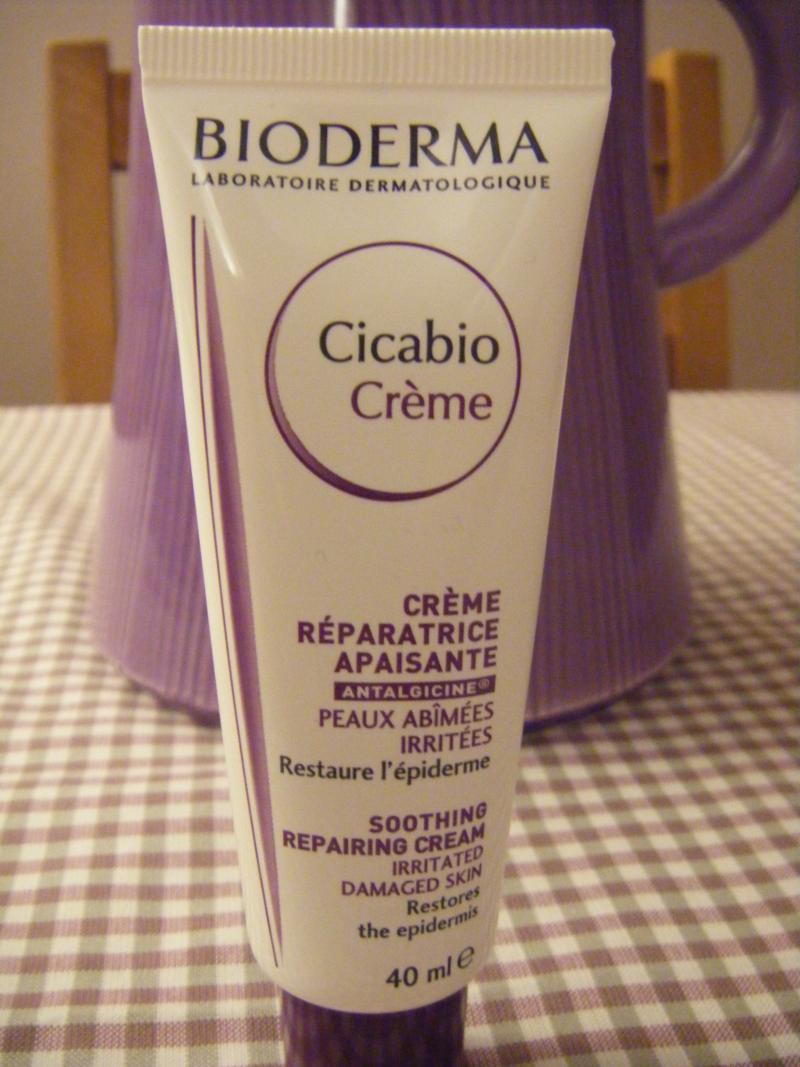 BIODERMA
LABORATOIRE DERMATOLOGIQUE
Cicabio
Crème
CRÈME
RÉPARATRICE
APAISANTE
ANTALGICINE®
PEAUX ABÎMÉES
IRRITÉES
Restaure l'épiderme
SOOTHING
REPAIRING CREAM
IRRITATED
DAMAGED SKIN
Restores
the epidermis
40 ml ℮